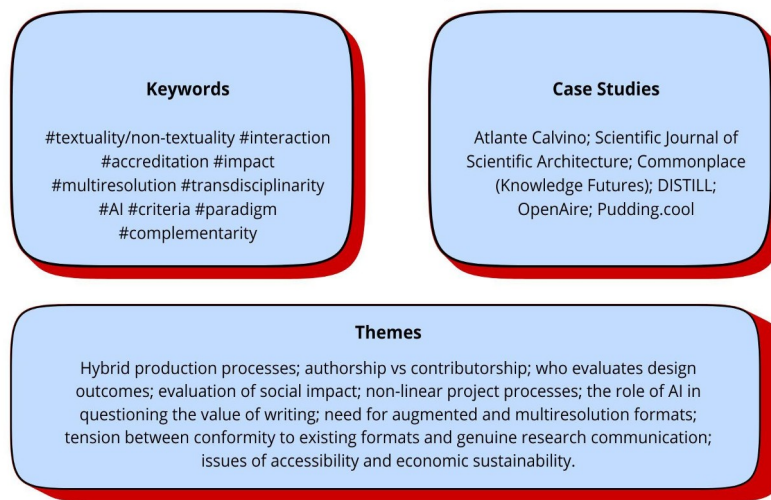 Keywords
#textuality/non-textuality #interaction
#accreditation #impact
#multiresolution #transdisciplinarity
#AI #criteria #paradigm
#complementarity
Case Studies
Atlante Calvino; Scientific Journal of
Scientific Architecture; Commonplace
(Knowledge Futures); DISTILL;
OpenAire; Pudding.cool
Themes
Hybrid production processes; authorship vs contributorship; who evaluates design
outcomes; evaluation of social impact; non-linear project processes; the role of AI in
questioning the value of writing; need for augmented and multiresolution formats;
tension between conformity to existing formats and genuine research communication;
issues of accessibility and economic sustainability.